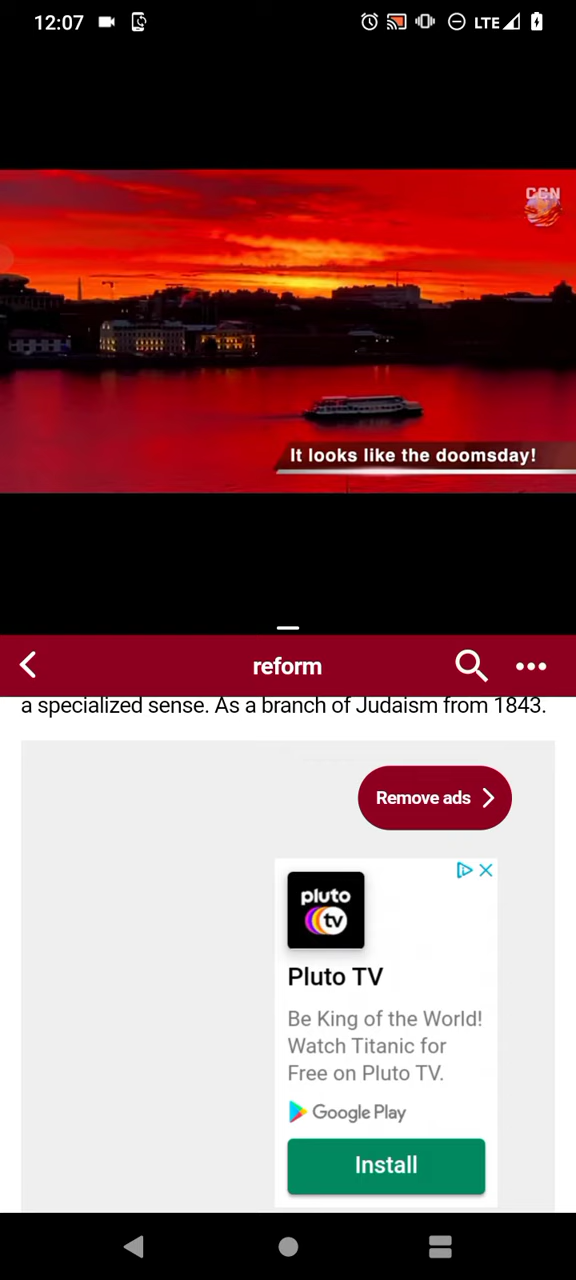 12:07
LTE
CGN
It looks like the doomsday!
reform
a specialized sense. As a branch of Judaism from 1843.
Remove ads
pluto
tv
Pluto TV
Be King of the World!
Watch Titanic for
Free on Pluto TV.
Google Play
Install